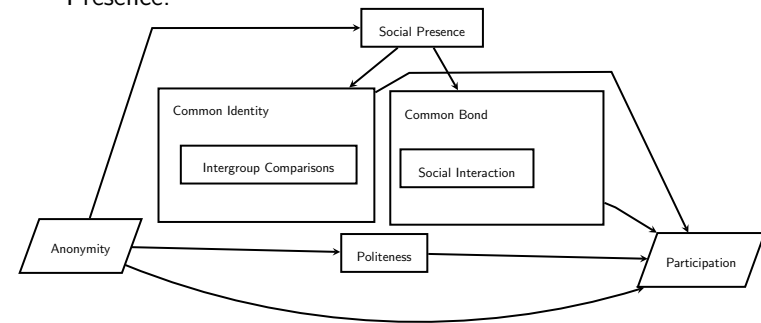 Presence.
Social Presence
Common Identity
Common Bond
Intergroup Comparisons
Social Interaction
Anonymity
Politeness
Participation